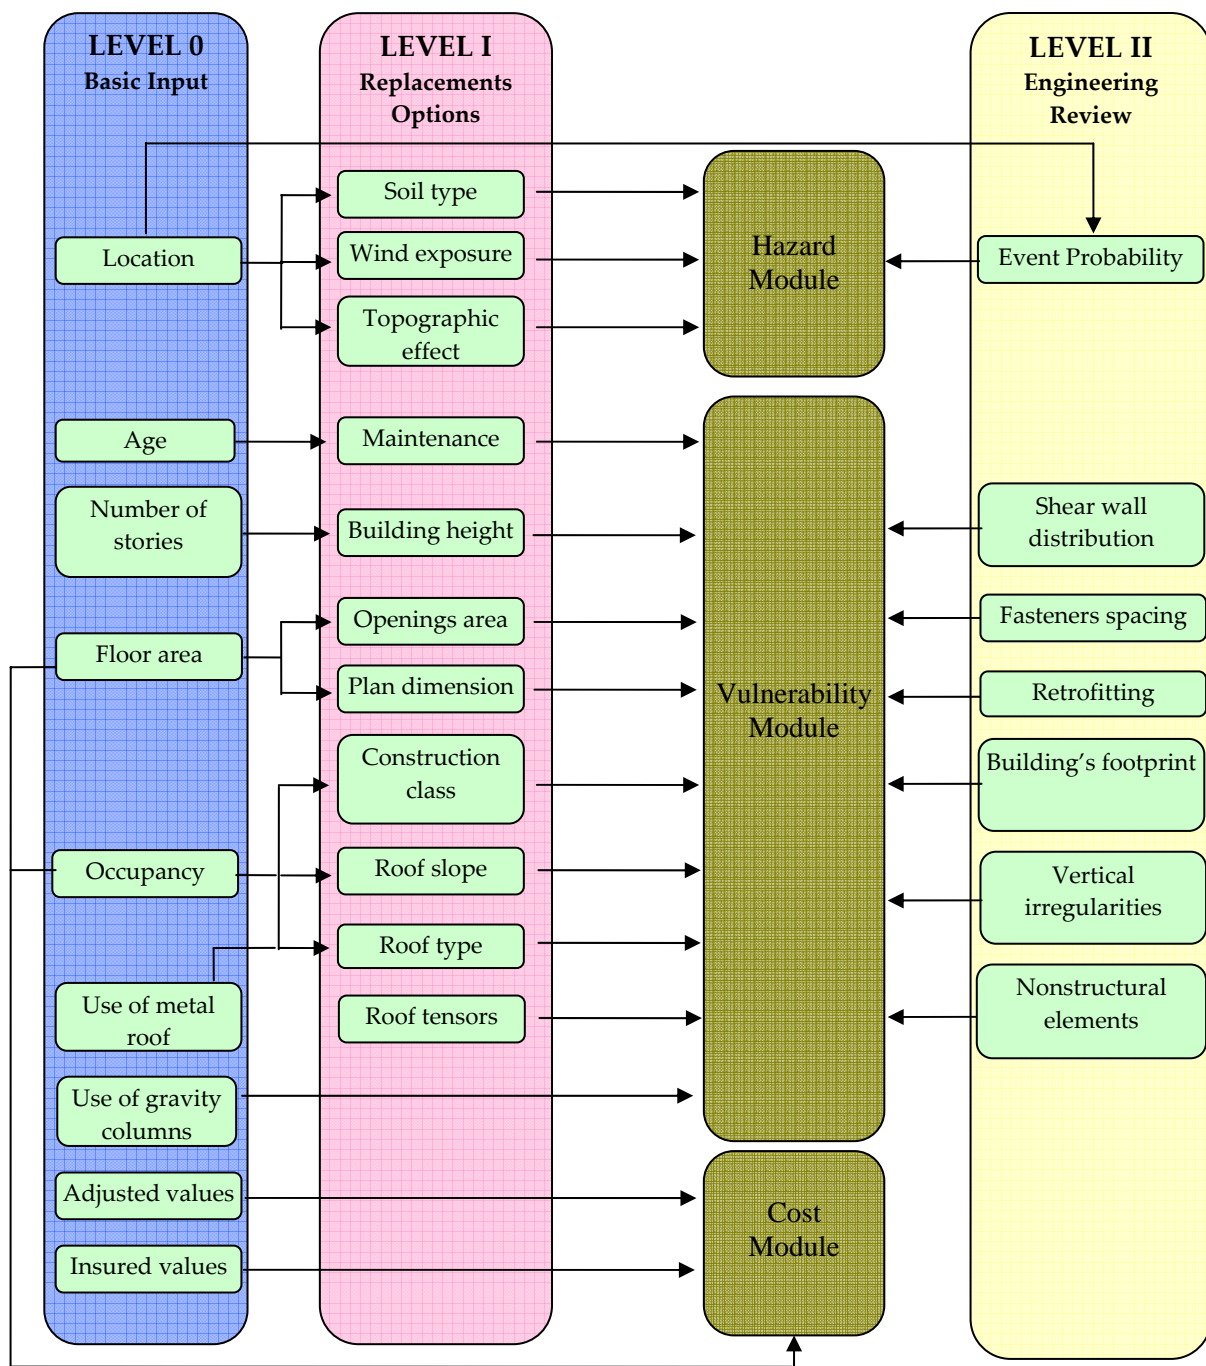 LEVEL 0
Basic Input
LEVEL I
Replacements
Options
LEVEL II
Engineering
Review
Soil type
Location
Wind exposure
Hazard
Module
Event Probability
Topographic
effect
Age
Maintenance
Number of
stories
Building height
Shear wall
distribution
Floor area
Openings area
Fasteners spacing
Plan dimension
Vulnerability
Module
Retrofitting
Construction
class
Building’s footprint
Occupancy
Roof slope
Vertical
irregularities
Roof type
Use of metal
roof
Roof tensors
Nonstructural
elements
Use of gravity
columns
Adjusted values
Cost
Module
Insured values